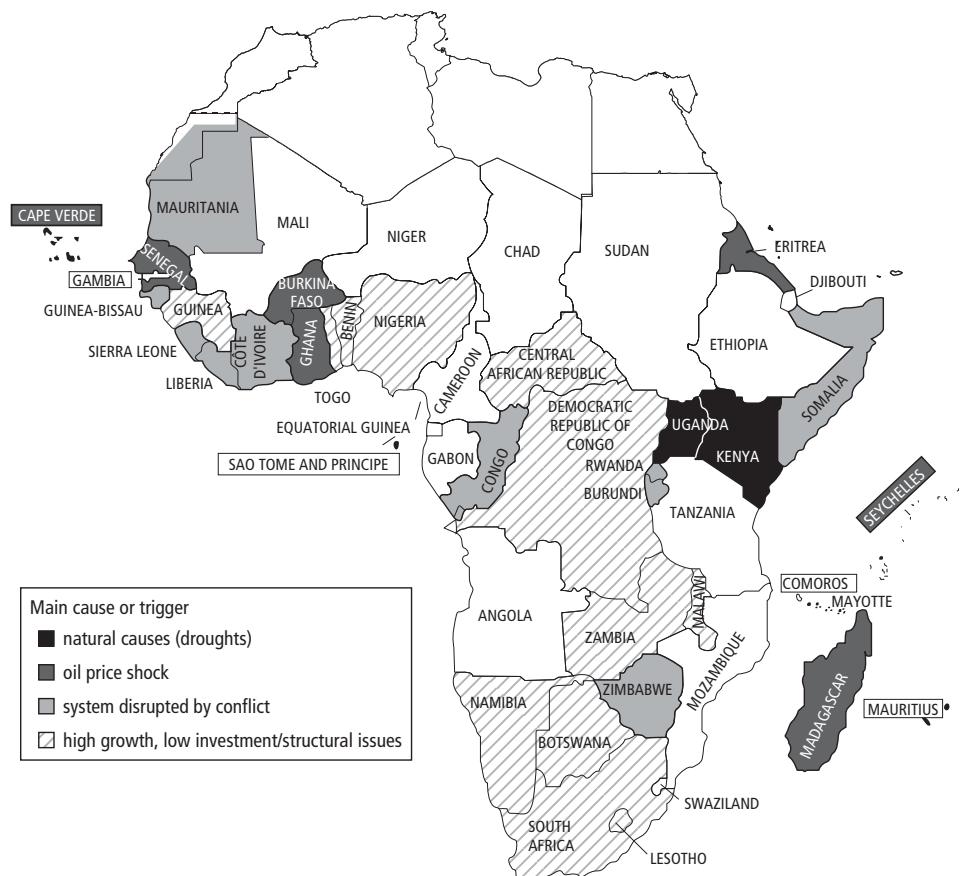 MAURITANIA
CAPE VERDE
MALI
NIGER
CHAD
SUDAN
ERITREA
SENEGAL
GAMBIA
BURKINA
FASO
DJIBOUTI
GUINEA-BISSAU
GUINEA
BENIN
NIGERIA
CÔTE
D'IVOIRE
GHANA
SIERRA LEONE
LIBERIA
TOGO
CAMEROON
CENTRAL
AFRICAN REPUBLIC
ETHIOPIA
SOMALIA
EQUATORIAL GUINEA
DEMOCRATIC
REPUBLIC OF
CONGO
UGANDA
KENYA
SAO TOME AND PRINCIPE
GABON
CONGO
RWANDA
BURUNDI
TANZANIA
SEYCHELLES
COMOROS
MAYOTTE
ANGOLA
ZAMBIA
MALAWI
MOZAMBIQUE
MADAGASCAR
MAURITIUS
NAMIBIA
ZIMBABWE
BOTSWANA
SWAZILAND
SOUTH
AFRICA
LESOTHO
Main cause or trigger
natural causes (droughts)
oil price shock
system disrupted by conflict
high growth, low investment/structural issues